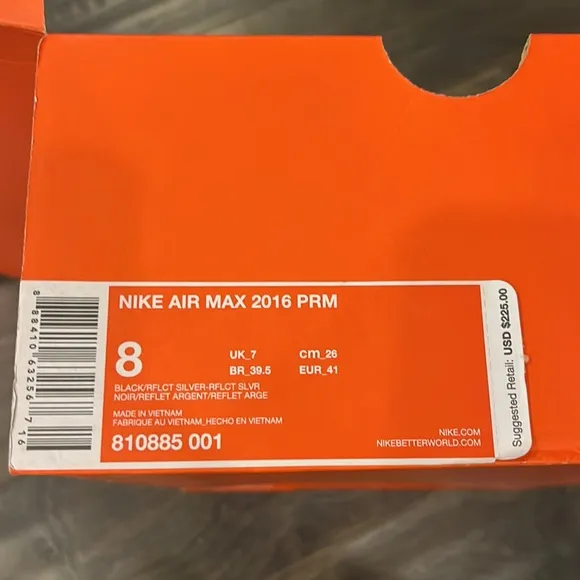 NIKE AIR MAX 2016 PRM
8
UK_7 cm_26
BR_39.5 EUR_41
BLACK/RFLCT SILVER-RFLCT SLVR
NOIR/REFLET ARGENT/REFLET ARGE
MADE IN VIETNAM
FABRIQUE AU VIETNAM_HECHO EN VIETNAM
810885 001
NIKE.COM
NIKEBETTERWORLD.COM
Suggested Retail: USD $225.00
8 88410 63256 7 16